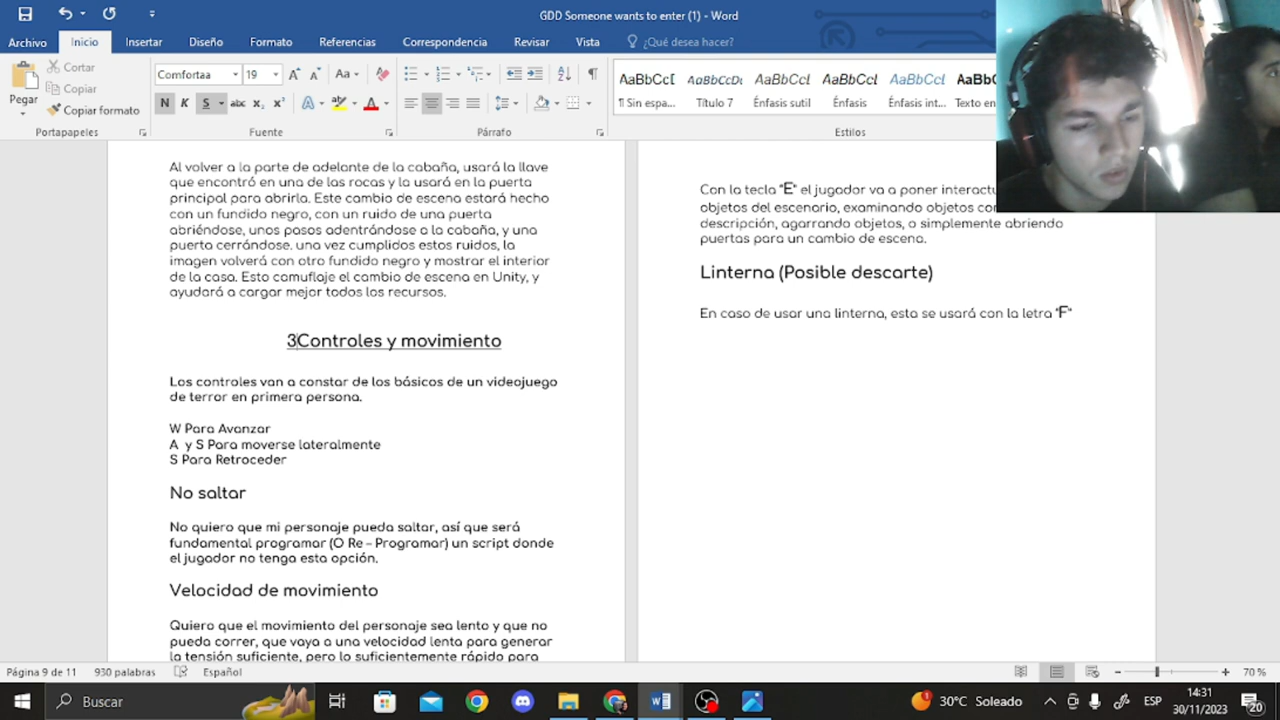 GDD Someone wants to enter (1) - Word
Archivo Inicio Insertar Diseño Formato Referencias Correspondencia Revisar Vista ¿Qué desea hacer?
Pegar
Cortar
Copiar
Copiar formato
Portapapeles
Comfortaa 19
N K S abc
Fuente
Párrafo
AaBbCcD AaBbCcDc AaBbCcL AaBbCcL AaBbCcL AaBbC
¶ Sin espa... Título 7 Énfasis sutil Énfasis Énfasis int... Texto en
Estilos
Al volver a la parte de adelante de la cabaña, usará la llave
que encontró en una de las rocas y la usará en la puerta
principal para abrirla. Este cambio de escena estará hecho
con un fundido negro, con un ruido de una puerta
abriéndose, unos pasos adentrándose a la cabaña, y una
puerta cerrándose. una vez cumplidos estos ruidos, la
imagen volverá con otro fundido negro y mostrar el interior
de la casa. Esto camuflaje el cambio de escena en Unity, y
ayudará a cargar mejor todos los recursos.
3Controles y movimiento
Los controles van a constar de los básicos de un videojuego
de terror en primera persona.
W Para Avanzar
A y S Para moverse lateralmente
S Para Retroceder
No saltar
No quiero que mi personaje pueda saltar, así que será
fundamental programar (O Re – Programar) un script donde
el jugador no tenga esta opción.
Velocidad de movimiento
Quiero que el movimiento del personaje sea lento y que no
pueda correr, que vaya a una velocidad lenta para generar
la tensión suficiente, pero lo suficientemente rápido para
Con la tecla "E" el jugador va a poner interactu
objetos del escenario, examinando objetos con
descripción, agarrando objetos, o simplemente abriendo
puertas para un cambio de escena.
Linterna (Posible descarte)
En caso de usar una linterna, esta se usará con la letra "F"
Página 9 de 11 930 palabras Español 70 %
Buscar
30°C Soleado
ESP
14:31
30/11/2023
20